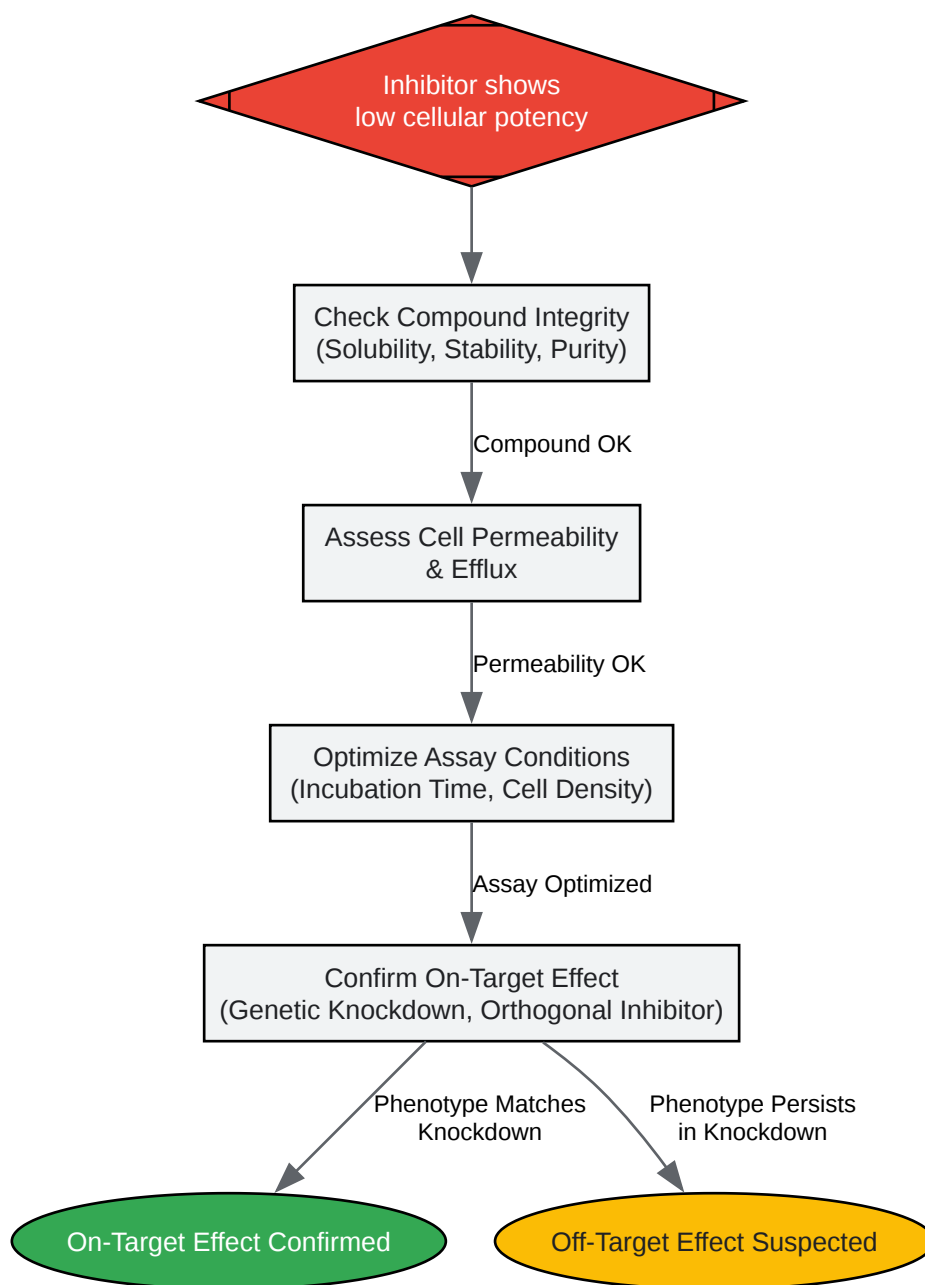 Inhibitor shows
low cellular potency
Check Compound Integrity
(Solubility, Stability, Purity)
Compound OK
Assess Cell Permeability
& Efflux
Permeability OK
Optimize Assay Conditions
(Incubation Time, Cell Density)
Assay Optimized
Confirm On-Target Effect
(Genetic Knockdown, Orthogonal Inhibitor)
Phenotype Matches
Knockdown
Phenotype Persists
in Knockdown
On-Target Effect Confirmed
Off-Target Effect Suspected